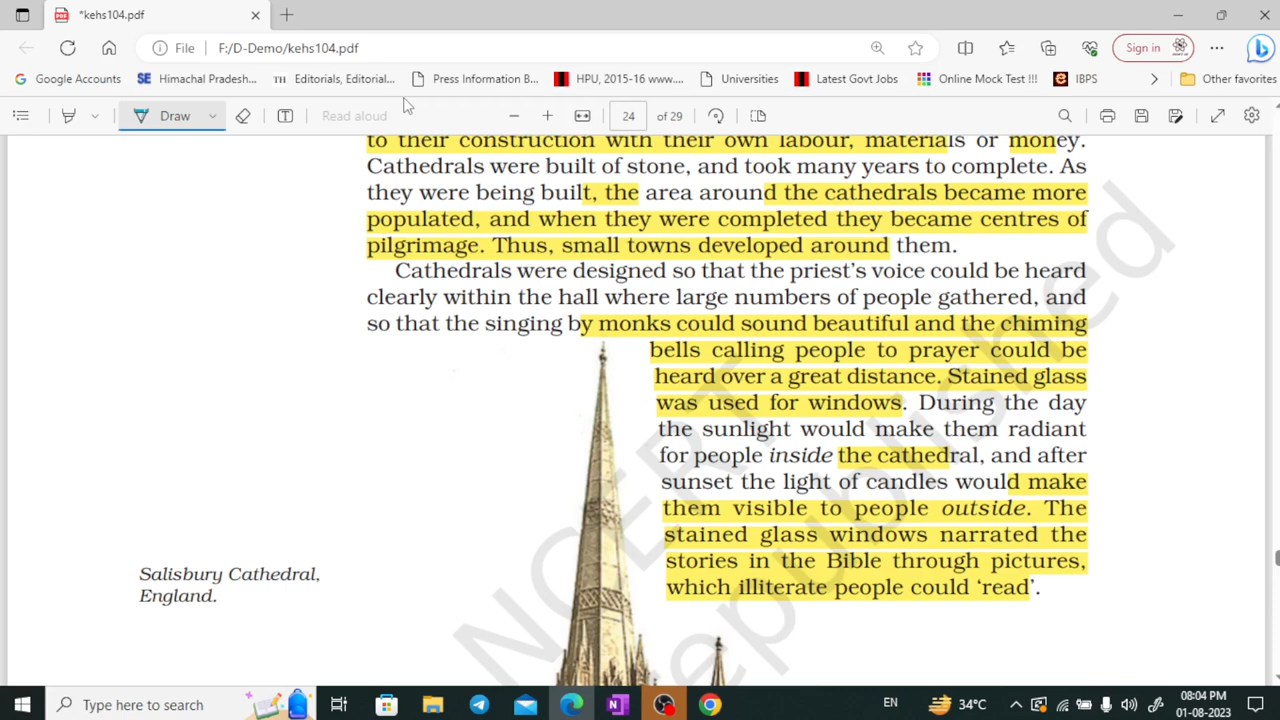 *kehs104.pdf
File F:/D-Demo/kehs104.pdf Sign in
Google Accounts SE Himachal Pradesh... TH Editorials, Editorial... Press Information B... HPU, 2015-16 www.... Universities Latest Govt Jobs Online Mock Test !!! e IBPS Other favorites
Draw Read aloud 24 of 29
to their construction with their own labour, materials or money.
Cathedrals were built of stone, and took many years to complete. As
they were being built, the area around the cathedrals became more
populated, and when they were completed they became centres of
pilgrimage. Thus, small towns developed around them.
Cathedrals were designed so that the priest's voice could be heard
clearly within the hall where large numbers of people gathered, and
so that the singing by monks could sound beautiful and the chiming
bells calling people to prayer could be
heard over a great distance. Stained glass
was used for windows. During the day
the sunlight would make them radiant
for people inside the cathedral, and after
sunset the light of candles would make
them visible to people outside. The
stained glass windows narrated the
stories in the Bible through pictures,
which illiterate people could 'read'.
Salisbury Cathedral,
England.
NCERT
republished
Type here to search EN 34°C 08:04 PM
01-08-2023